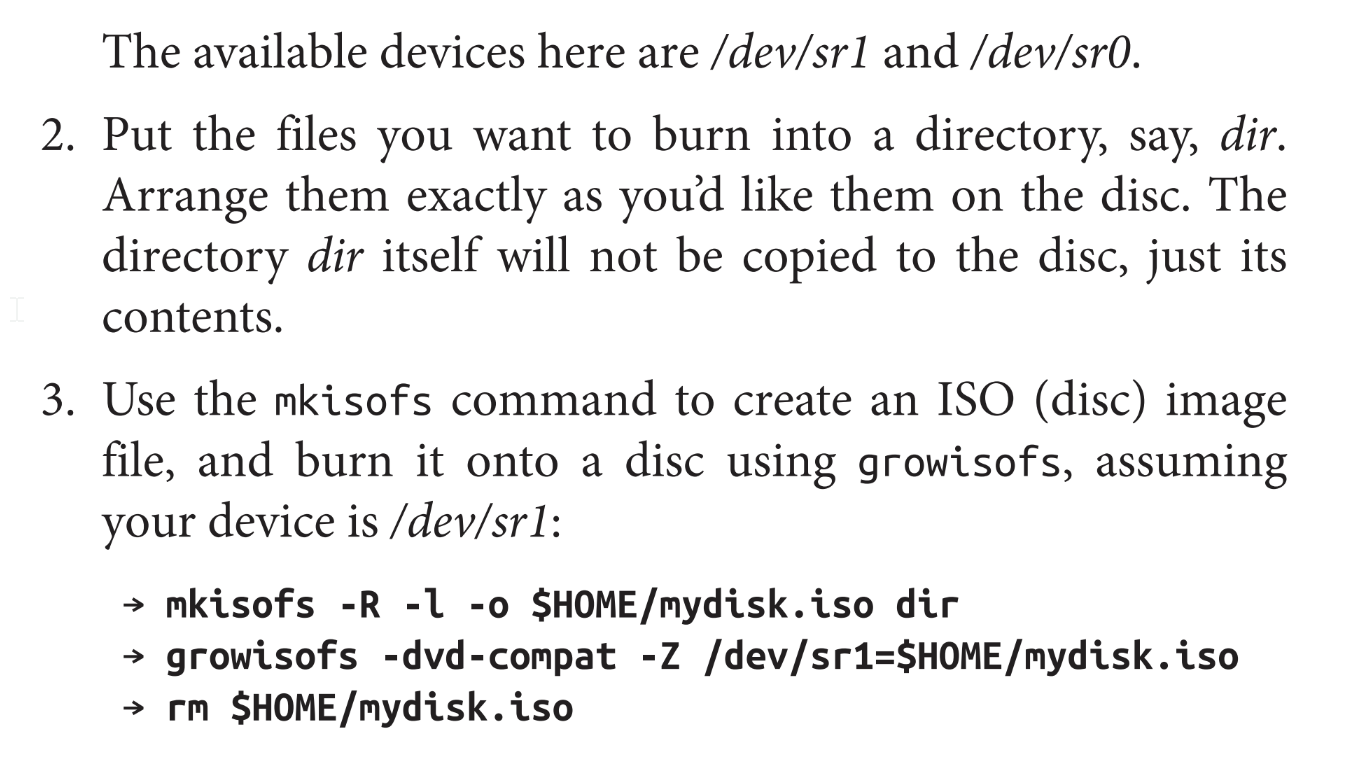 The available devices here are /dev/sr1 and /dev/sr0.
2. Put the files you want to burn into a directory, say, dir.
Arrange them exactly as you’d like them on the disc. The
directory dir itself will not be copied to the disc, just its
contents.
3. Use the mkisofs command to create an ISO (disc) image
file, and burn it onto a disc using growisofs, assuming
your device is /dev/sr1:
→ mkisofs -R -l -o $HOME/mydisk.iso dir
→ growisofs -dvd-compat -Z /dev/sr1=$HOME/mydisk.iso
→ rm $HOME/mydisk.iso